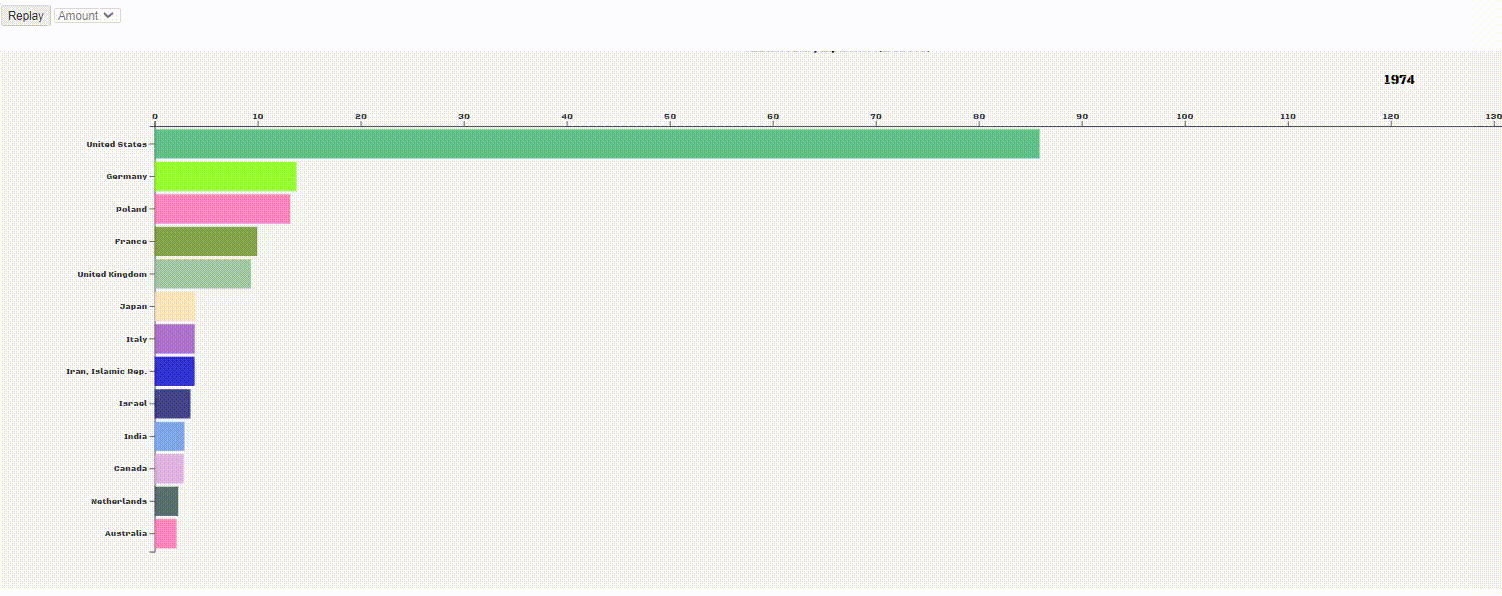 Replay Amount
1974
0 10 20 30 40 50 60 70 80 90 100 110 120 130
United States
Germany
Poland
France
United Kingdom
Japan
Italy
Iran, Islamic Rep.
Israel
India
Canada
Netherlands
Australia